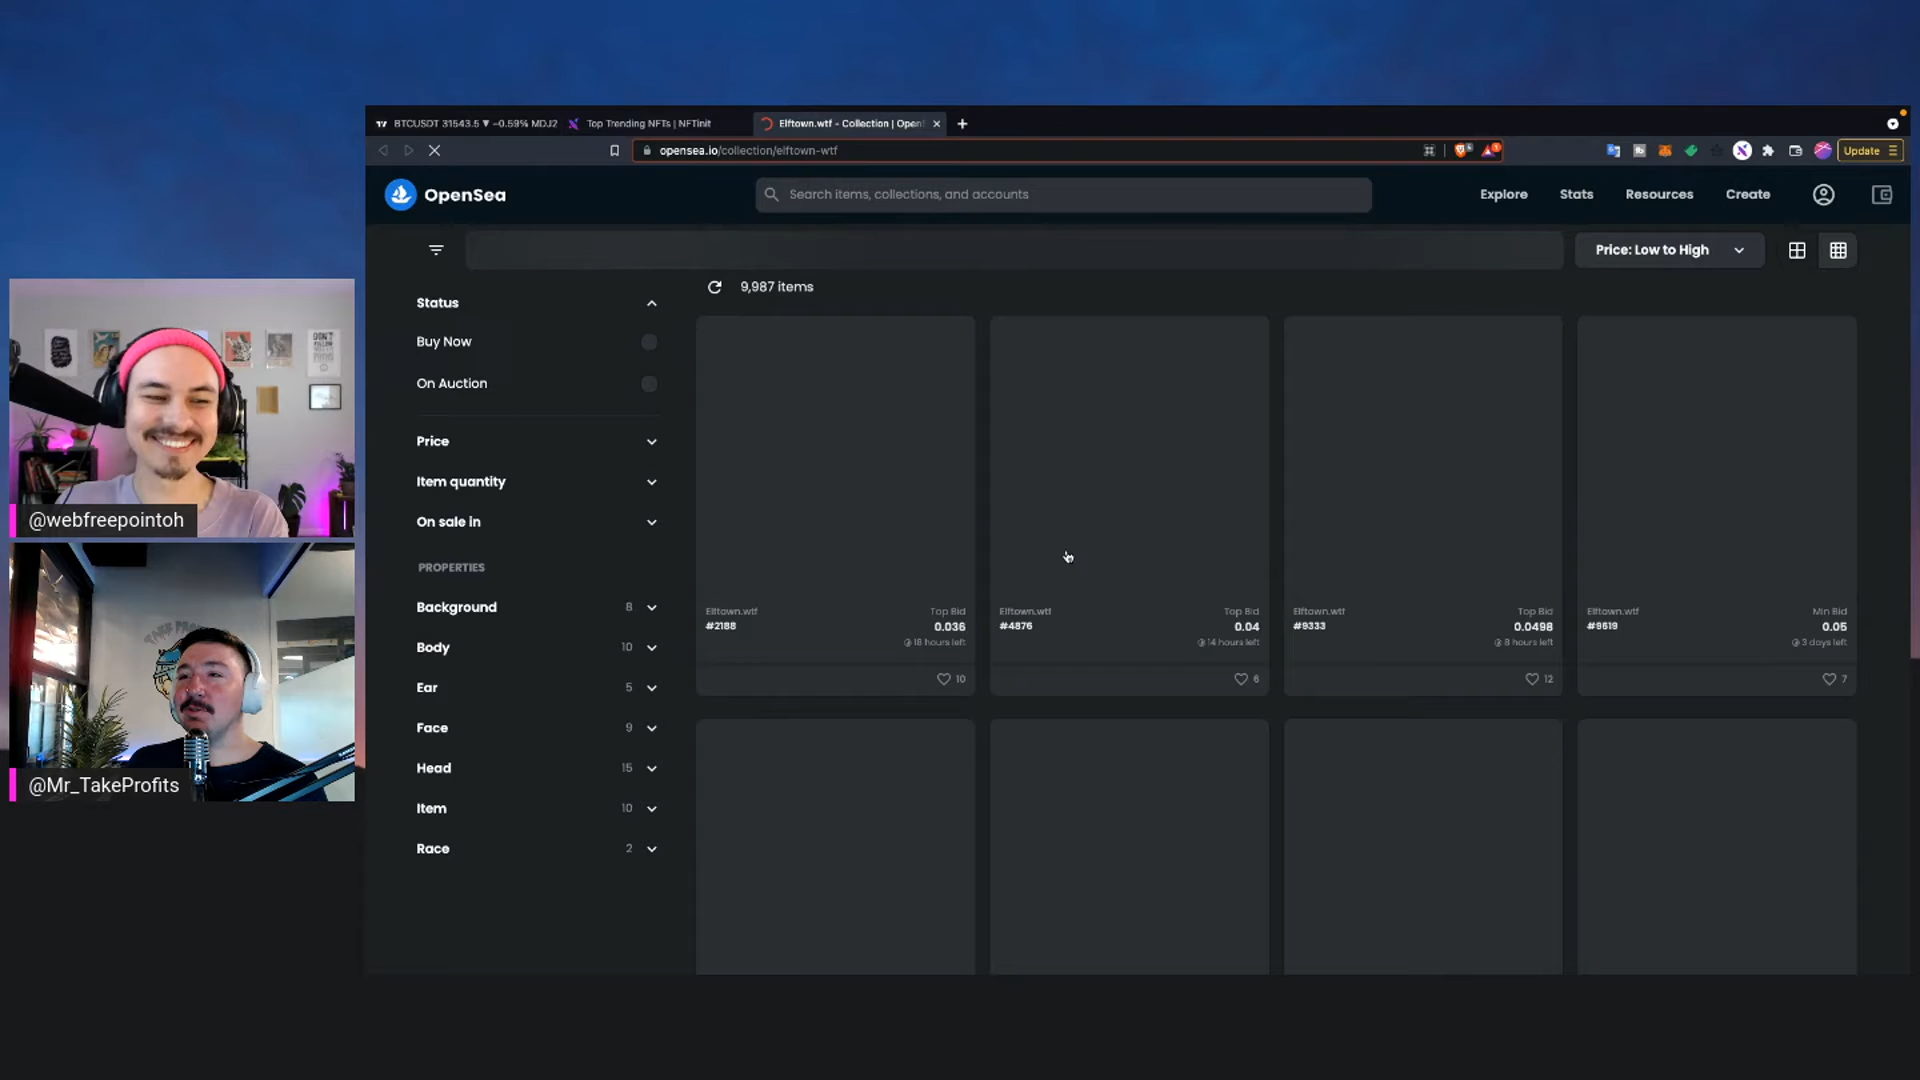 BTCUSDT 31543.5 ▼ −0.59% MDJ2
Top Trending NFTs | NFTinit
Elftown.wtf - Collection | Open
opensea.io/collection/elftown-wtf
Update
OpenSea
Search items, collections, and accounts
Explore
Stats
Resources
Create
Price: Low to High
9,987 items
Status
Buy Now
On Auction
Price
Item quantity
On sale in
PROPERTIES
Background 8
Body 10
Ear 5
Face 9
Head 15
Item 10
Race 2
Elftown.wtf Top Bid
#2188 0.036
18 hours left
10
Elftown.wtf Top Bid
#4876 0.04
14 hours left
6
Elftown.wtf Top Bid
#9333 0.0498
8 hours left
12
Elftown.wtf Min Bid
#9619 0.05
3 days left
7
@webfreepointoh
@Mr_TakeProfits